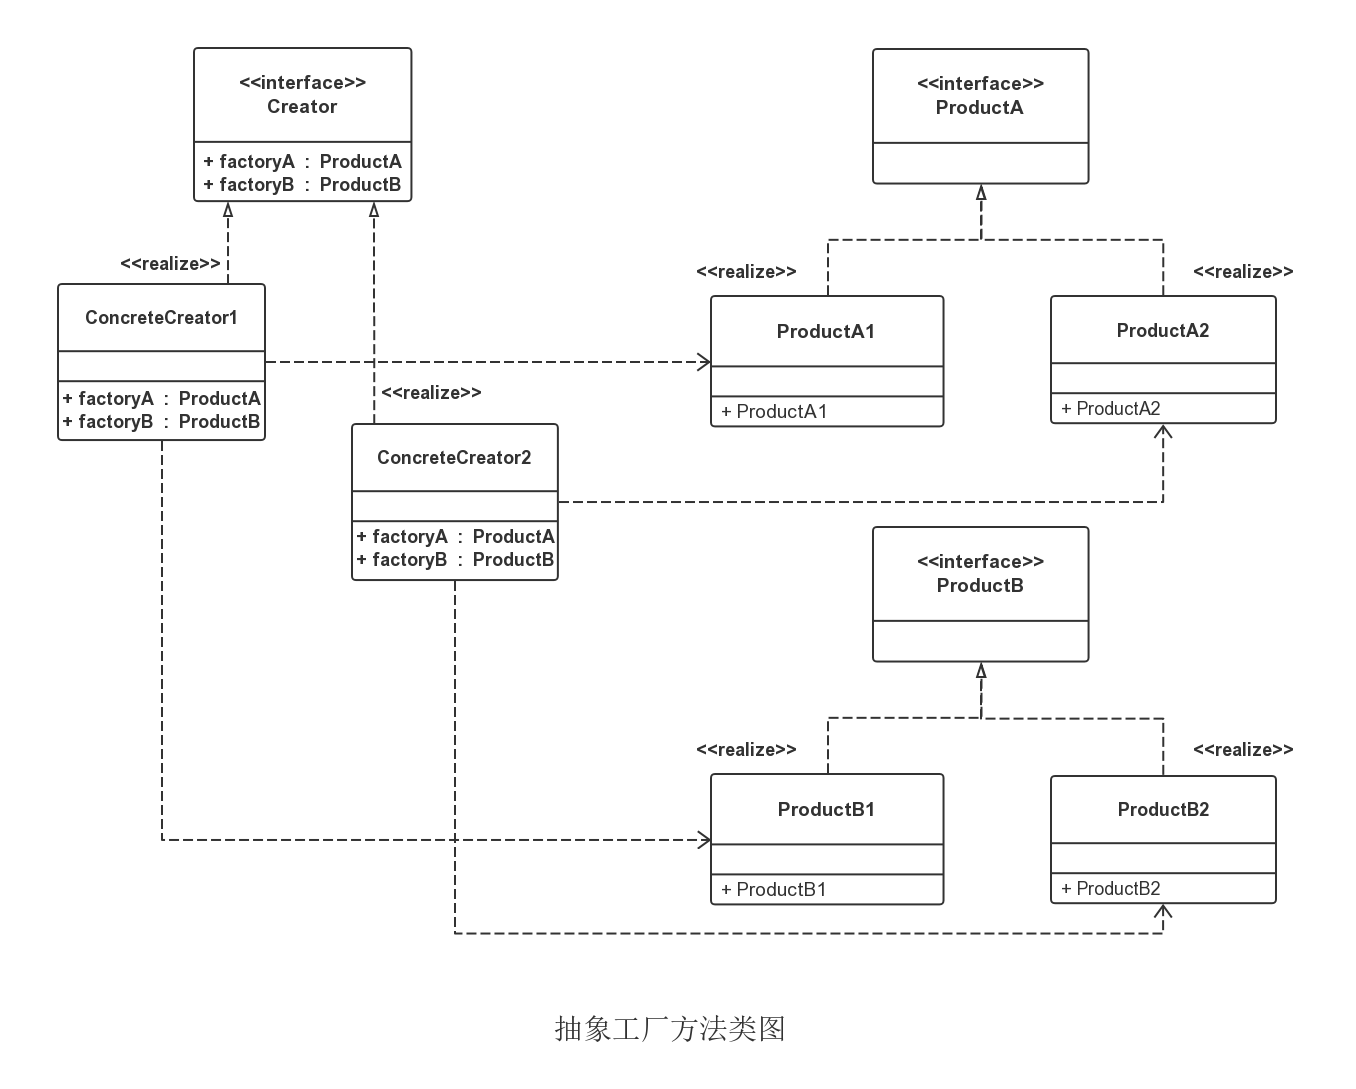 <<interface>>
Creator
+ factoryA : ProductA
+ factoryB : ProductB
<<interface>>
ProductA
<<realize>>
ConcreteCreator1
+ factoryA : ProductA
+ factoryB : ProductB
<<realize>>
ConcreteCreator2
+ factoryA : ProductA
+ factoryB : ProductB
<<realize>>
<<realize>>
ProductA1
+ ProductA1
ProductA2
+ ProductA2
<<interface>>
ProductB
<<realize>>
<<realize>>
ProductB1
+ ProductB1
ProductB2
+ ProductB2
抽象工厂方法类图